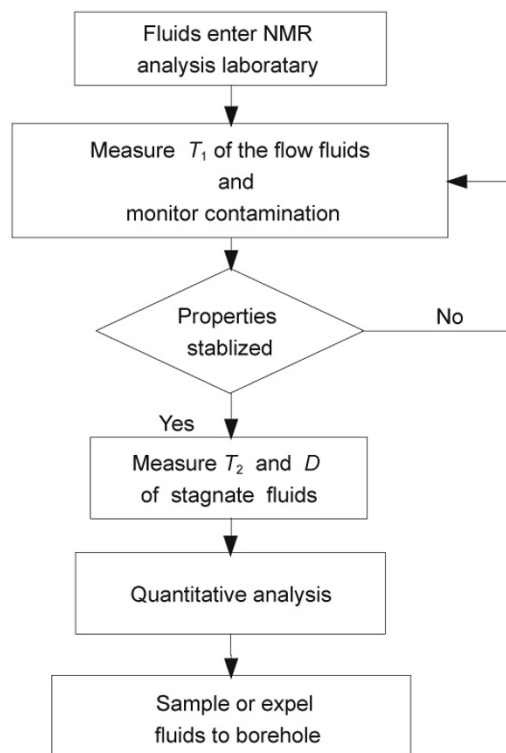 Fluids enter NMR
analysis laboratary
Measure T₁ of the flow fluids
and
monitor contamination
Properties
stablized
No
Yes
Measure T₂ and D
of stagnate fluids
Quantitative analysis
Sample or expel
fluids to borehole